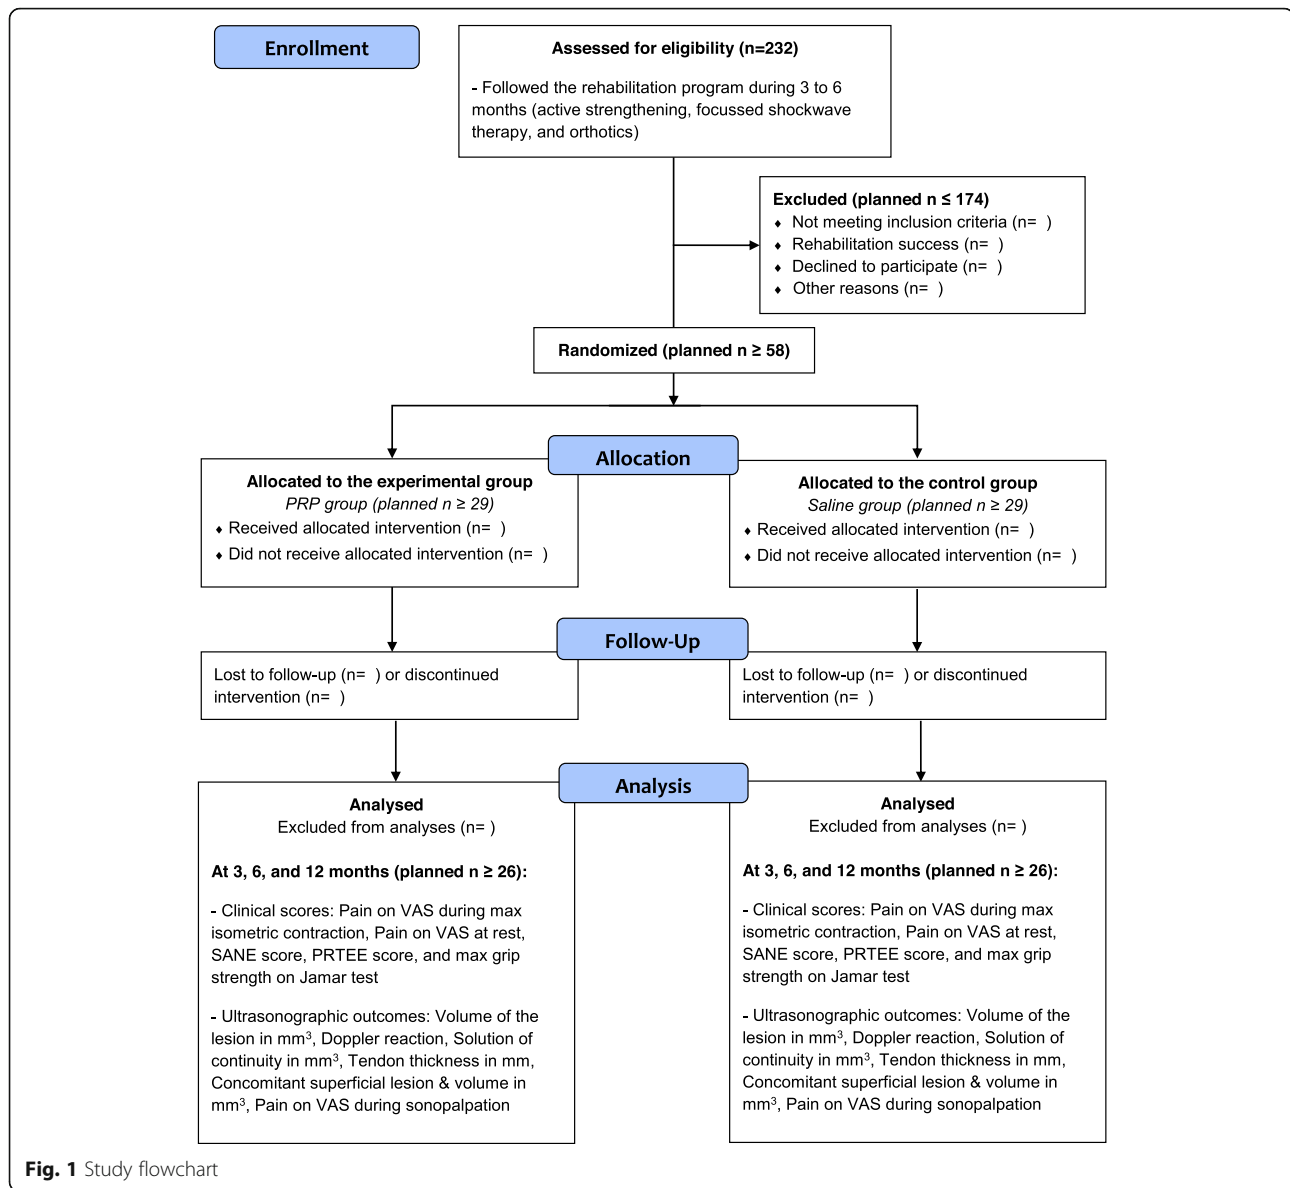 Enrollment
Assessed for eligibility (n=232)
- Followed the rehabilitation program during 3 to 6
months (active strengthening, focussed shockwave
therapy, and orthotics)
Excluded (planned n ≤ 174)
♦ Not meeting inclusion criteria (n= )
♦ Rehabilitation success (n= )
♦ Declined to participate (n= )
♦ Other reasons (n= )
Randomized (planned n ≥ 58)
Allocation
Allocated to the experimental group
PRP group (planned n ≥ 29)
♦ Received allocated intervention (n= )
♦ Did not receive allocated intervention (n= )
Allocated to the control group
Saline group (planned n ≥ 29)
♦ Received allocated intervention (n= )
♦ Did not receive allocated intervention (n= )
Follow-Up
Lost to follow-up (n= ) or discontinued
intervention (n= )
Lost to follow-up (n= ) or discontinued
intervention (n= )
Analysis
Analysed
Excluded from analyses (n= )
At 3, 6, and 12 months (planned n ≥ 26):
- Clinical scores: Pain on VAS during max
isometric contraction, Pain on VAS at rest,
SANE score, PRTEE score, and max grip
strength on Jamar test
- Ultrasonographic outcomes: Volume of the
lesion in mm³, Doppler reaction, Solution of
continuity in mm³, Tendon thickness in mm,
Concomitant superficial lesion & volume in
mm³, Pain on VAS during sonopalpation
Analysed
Excluded from analyses (n= )
At 3, 6, and 12 months (planned n ≥ 26):
- Clinical scores: Pain on VAS during max
isometric contraction, Pain on VAS at rest,
SANE score, PRTEE score, and max grip
strength on Jamar test
- Ultrasonographic outcomes: Volume of the
lesion in mm³, Doppler reaction, Solution of
continuity in mm³, Tendon thickness in mm,
Concomitant superficial lesion & volume in
mm³, Pain on VAS during sonopalpation
Fig. 1 Study flowchart